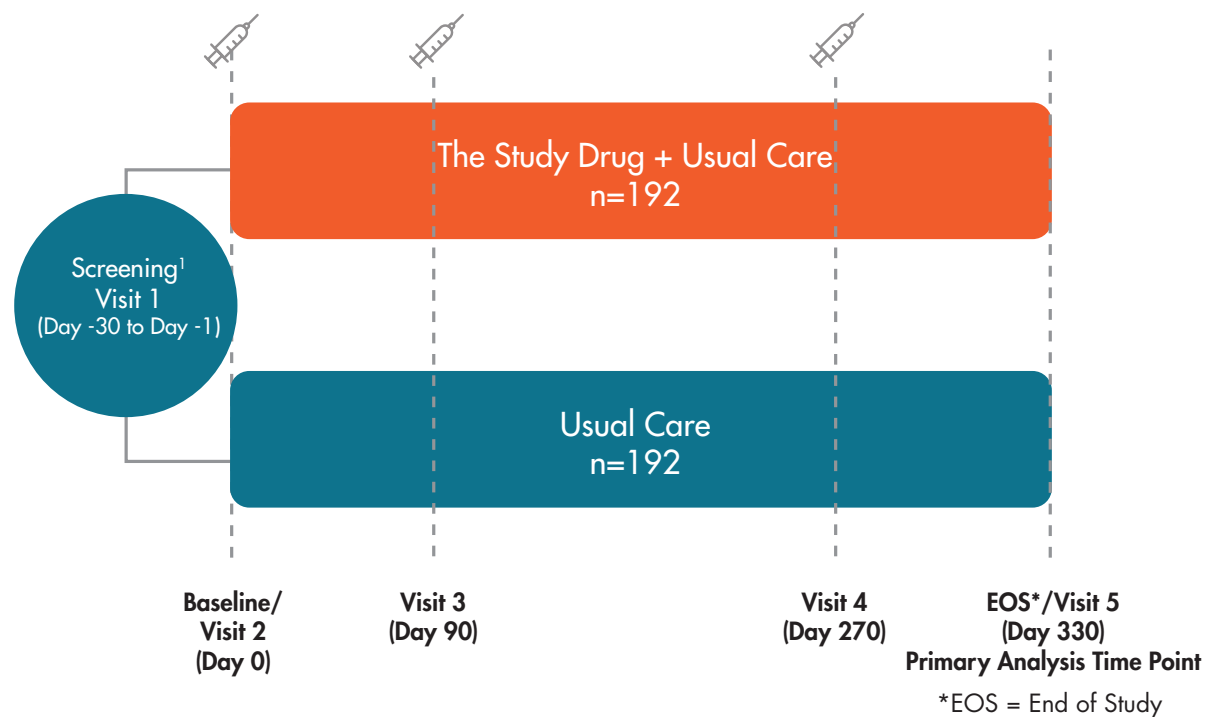 The Study Drug + Usual Care
n=192
Screening¹
Visit 1
(Day -30 to Day -1)
Usual Care
n=192
Baseline/
Visit 2
(Day 0)
Visit 3
(Day 90)
Visit 4
(Day 270)
EOS*/Visit 5
(Day 330)
Primary Analysis Time Point
*EOS = End of Study